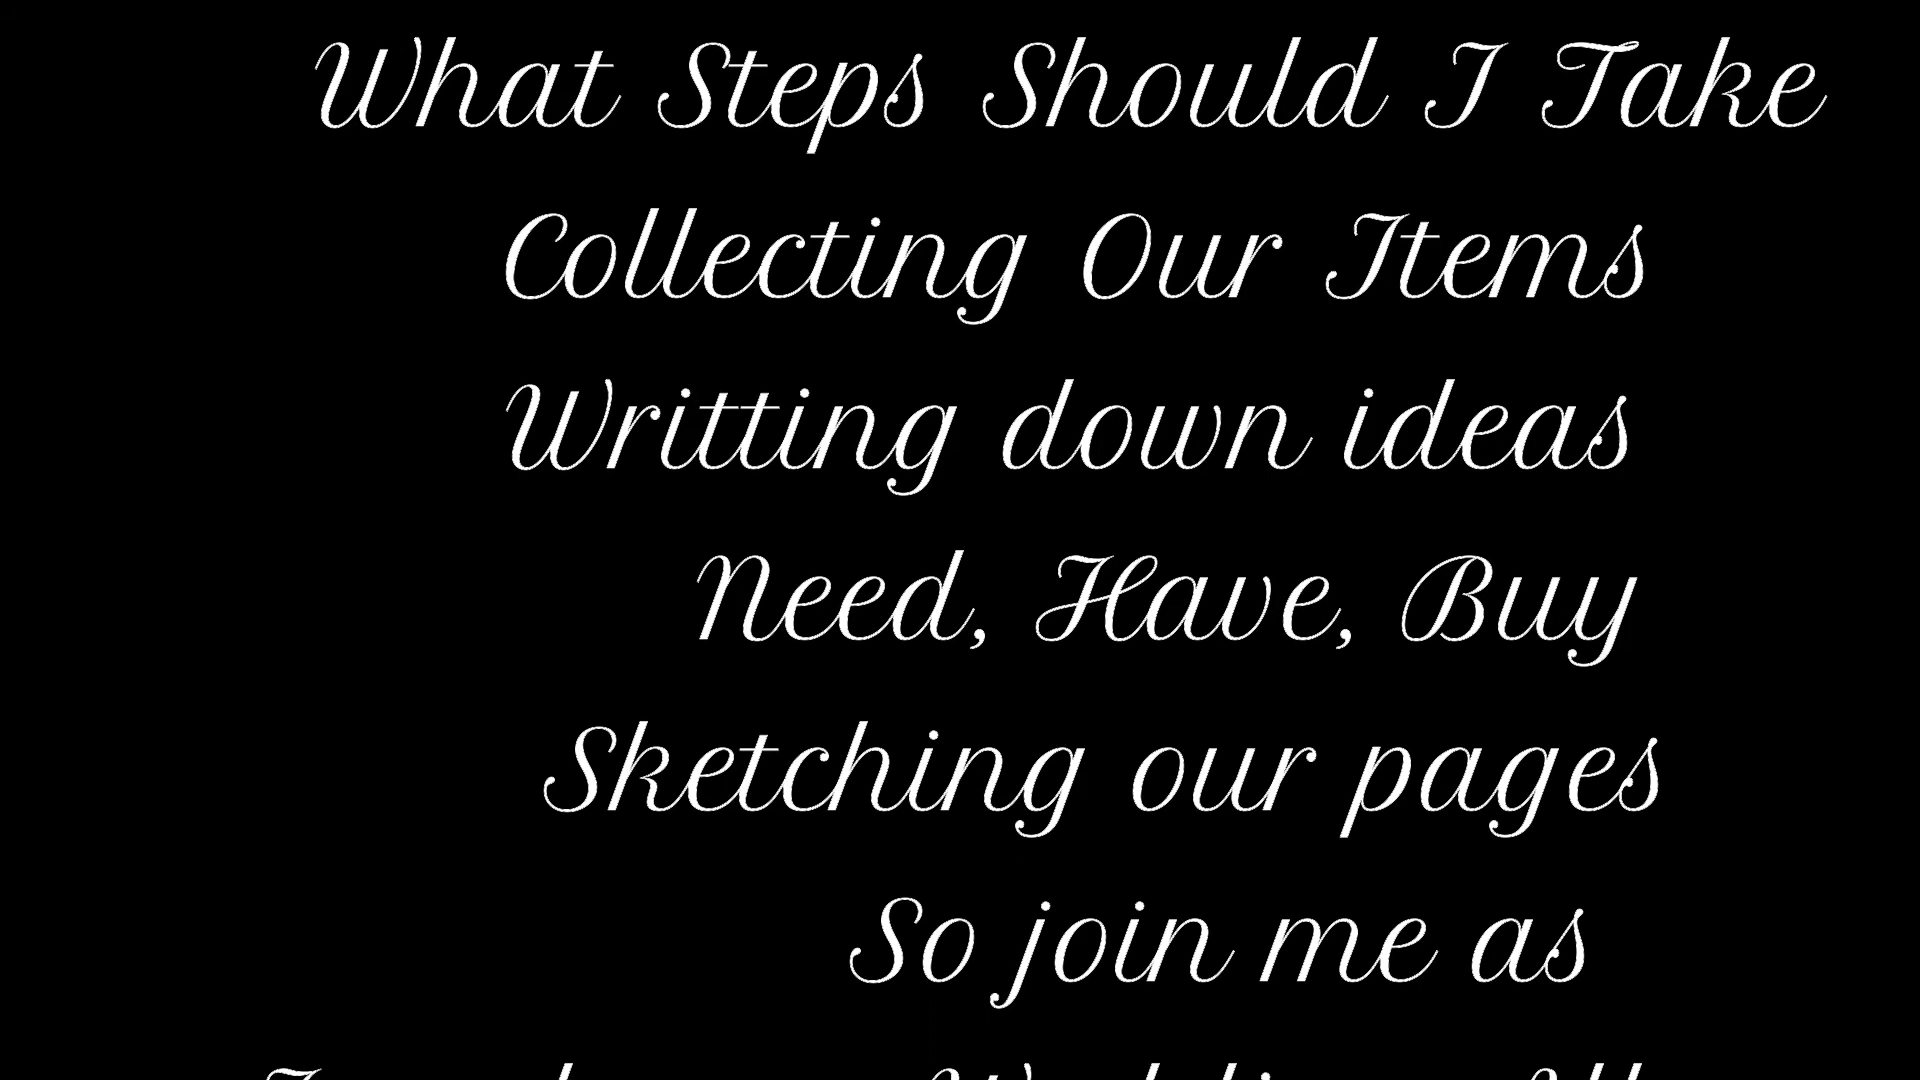 What Steps Should I Take
Collecting Our Items
Writting down ideas
Need, Have, Buy
Sketching our pages
So join me as